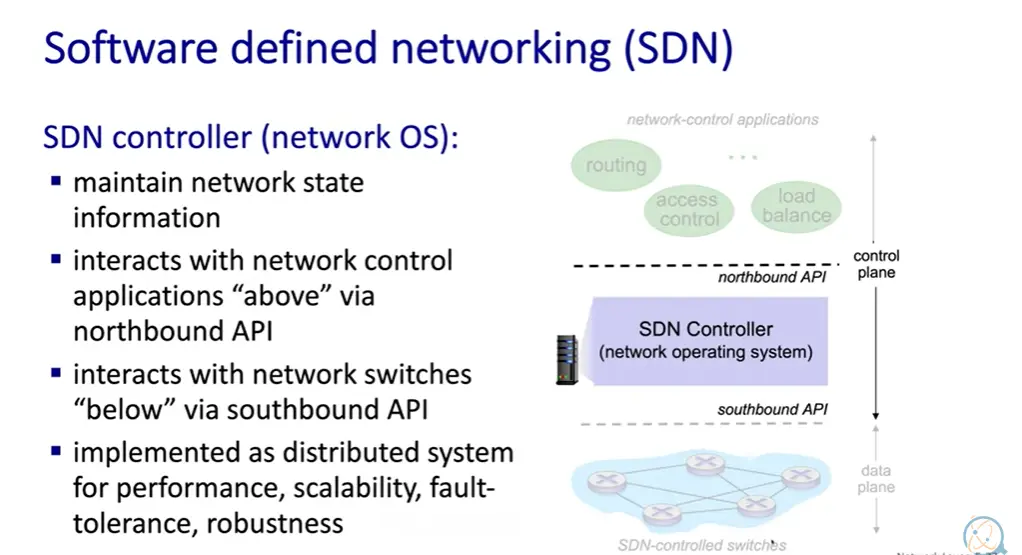 Software defined networking (SDN)
SDN controller (network OS):
▪ maintain network state
information
▪ interacts with network control
applications “above” via
northbound API
▪ interacts with network switches
“below” via southbound API
▪ implemented as distributed system
for performance, scalability, fault-
tolerance, robustness
network-control applications
routing
...
access
control
load
balance
control
plane
northbound API
SDN Controller
(network operating system)
southbound API
data
plane
SDN-controlled switches